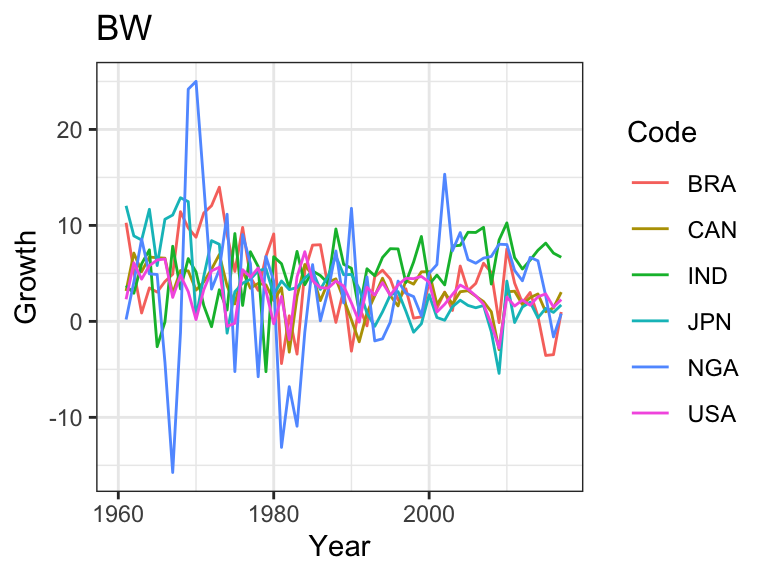 BW
Growth
20
10
0
-10
1960 1980 2000
Year
Code
BRA
CAN
IND
JPN
NGA
USA